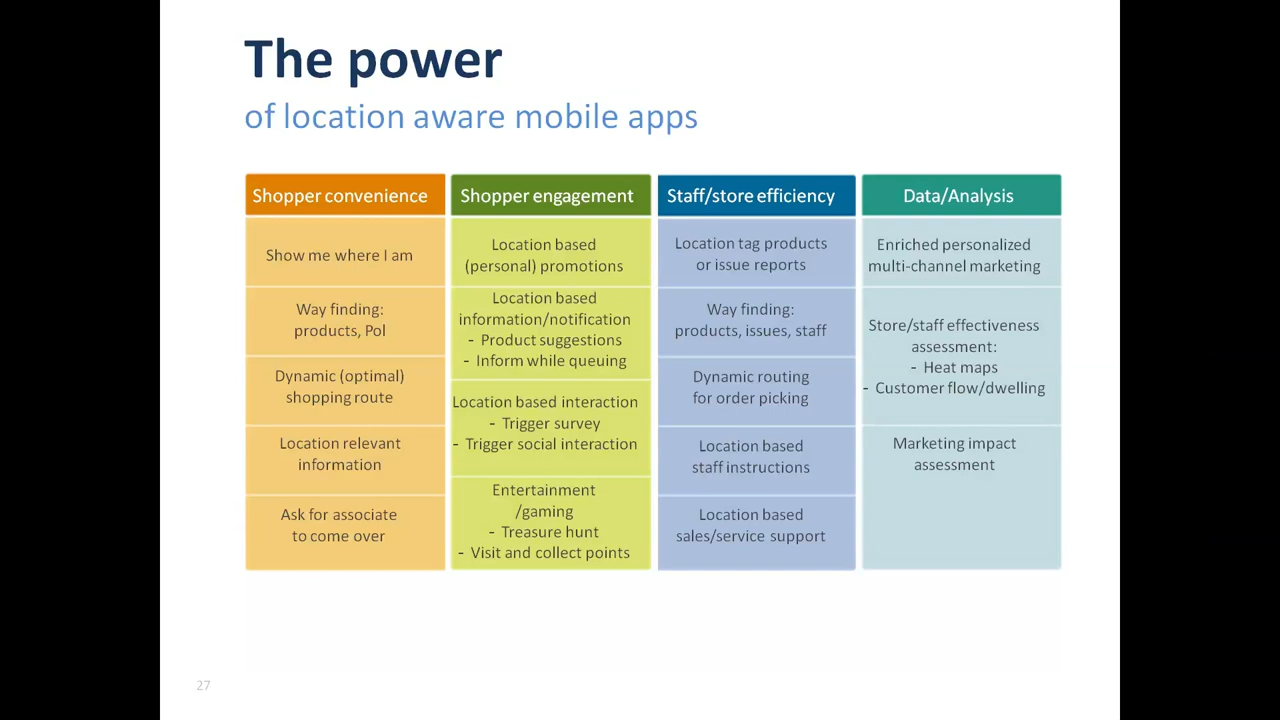 The power
of location aware mobile apps
Shopper convenience
Show me where I am
Way finding:
products, PoI
Dynamic (optimal)
shopping route
Location relevant
information
Ask for associate
to come over
Shopper engagement
Location based
(personal) promotions
Location based
information/notification
- Product suggestions
- Inform while queuing
Location based interaction
- Trigger survey
- Trigger social interaction
Entertainment
/gaming
- Treasure hunt
- Visit and collect points
Staff/store efficiency
Location tag products
or issue reports
Way finding:
products, issues, staff
Dynamic routing
for order picking
Location based
staff instructions
Location based
sales/service support
Data/Analysis
Enriched personalized
multi-channel marketing
Store/staff effectiveness
assessment:
- Heat maps
- Customer flow/dwelling
Marketing impact
assessment
27